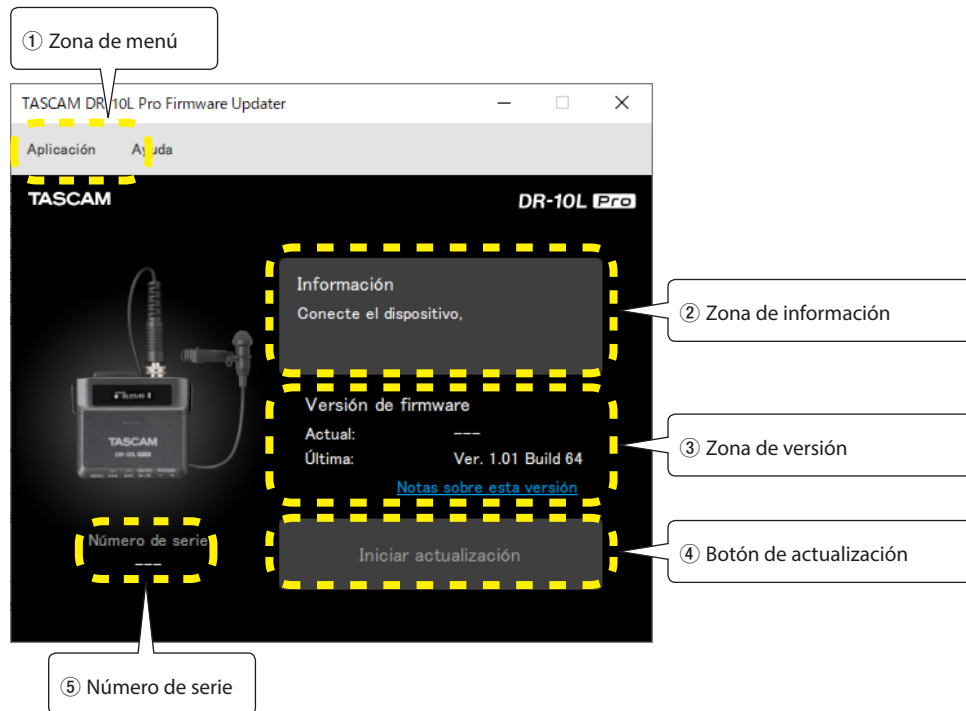 ① Zona de menú
TASCAM DR-10L Pro Firmware Updater
Aplicación Ayuda
TASCAM
DR-10L Pro
Información
Conecte el dispositivo,
② Zona de información
Versión de firmware
Actual: ---
Última: Ver. 1.01 Build 64
Notas sobre esta versión
③ Zona de versión
TASCAM
Número de serie
---
Iniciar actualización
④ Botón de actualización
⑤ Número de serie